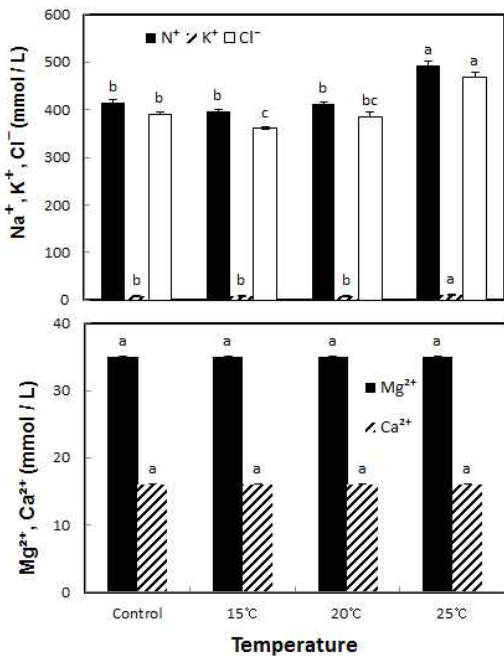 600
500
400
300
200
100
0
Na⁺, K⁺, Cl⁻ (mmol / L)
N⁺ K⁺ Cl⁻
b b b c b bc a a
b b b a
40
30
20
10
0
Mg²⁺, Ca²⁺ (mmol / L)
a a a a
Mg²⁺
Ca²⁺
a a a a
Control 15℃ 20℃ 25℃
Temperature